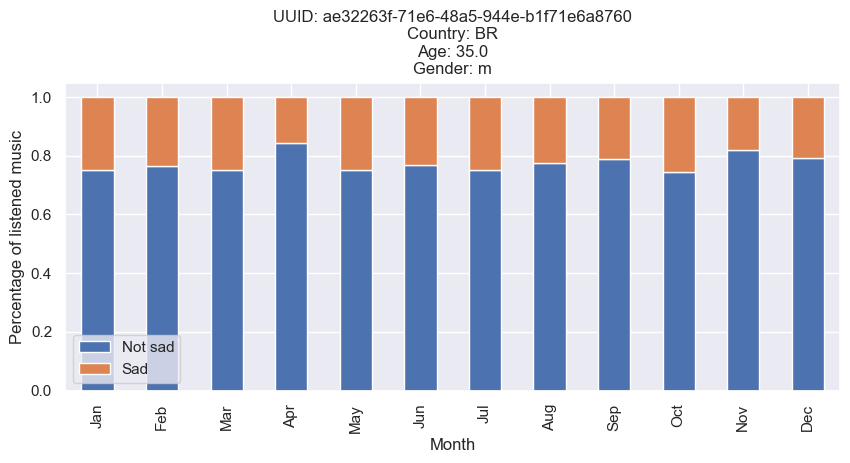 UUID: ae32263f-71e6-48a5-944e-b1f71e6a8760
Country: BR
Age: 35.0
Gender: m
Percentage of listened music
1.0
0.8
0.6
0.4
0.2
0.0
Not sad
Sad
Jan
Feb
Mar
Apr
May
Jun
Jul
Aug
Sep
Oct
Nov
Dec
Month